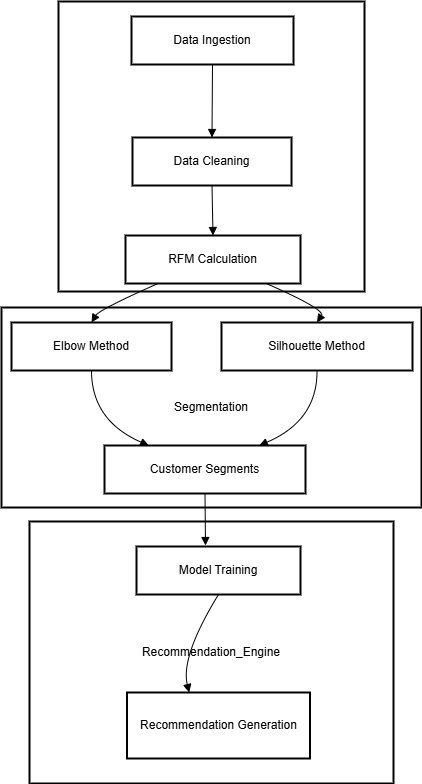 Data Ingestion
Data Cleaning
RFM Calculation
Elbow Method
Silhouette Method
Segmentation
Customer Segments
Model Training
Recommendation_Engine
Recommendation Generation